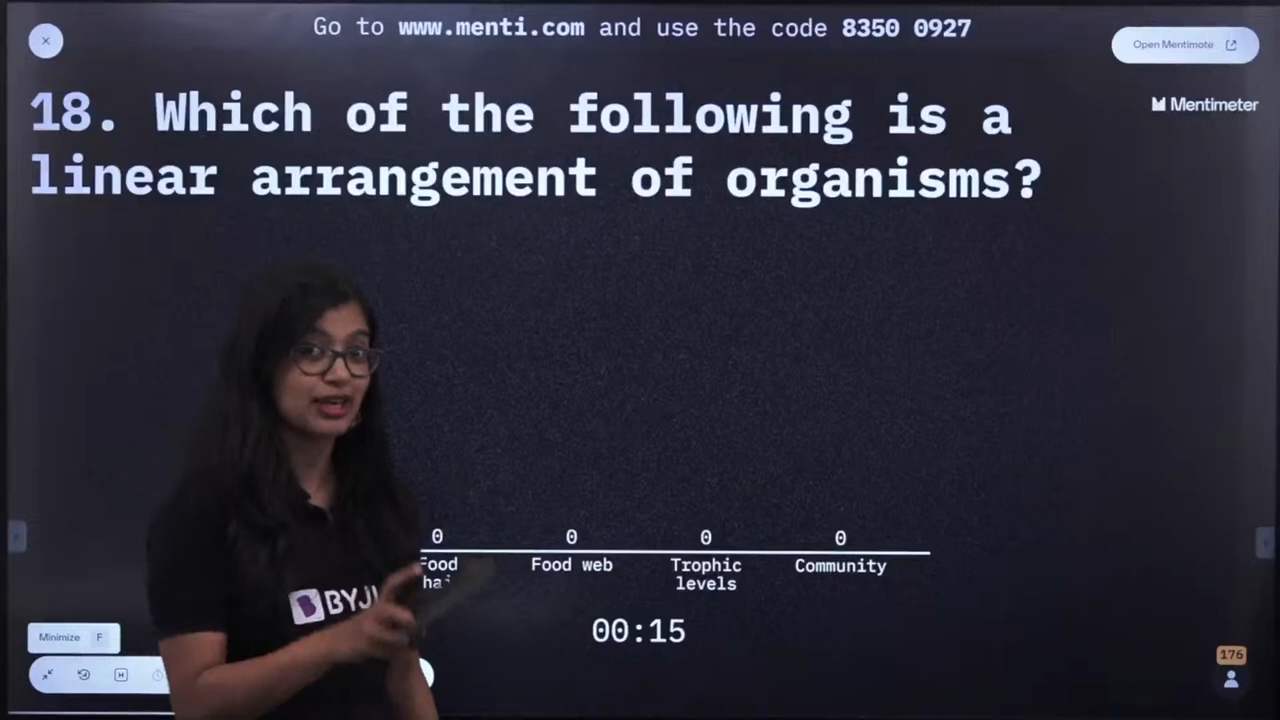 Go to www.menti.com and use the code 8350 0927
Open Mentimote
Mentimeter
18. Which of the following is a
linear arrangement of organisms?
0 0 0 0
Food Food web Trophic Community
levels
00:15
BYJU
Minimize F
H
176